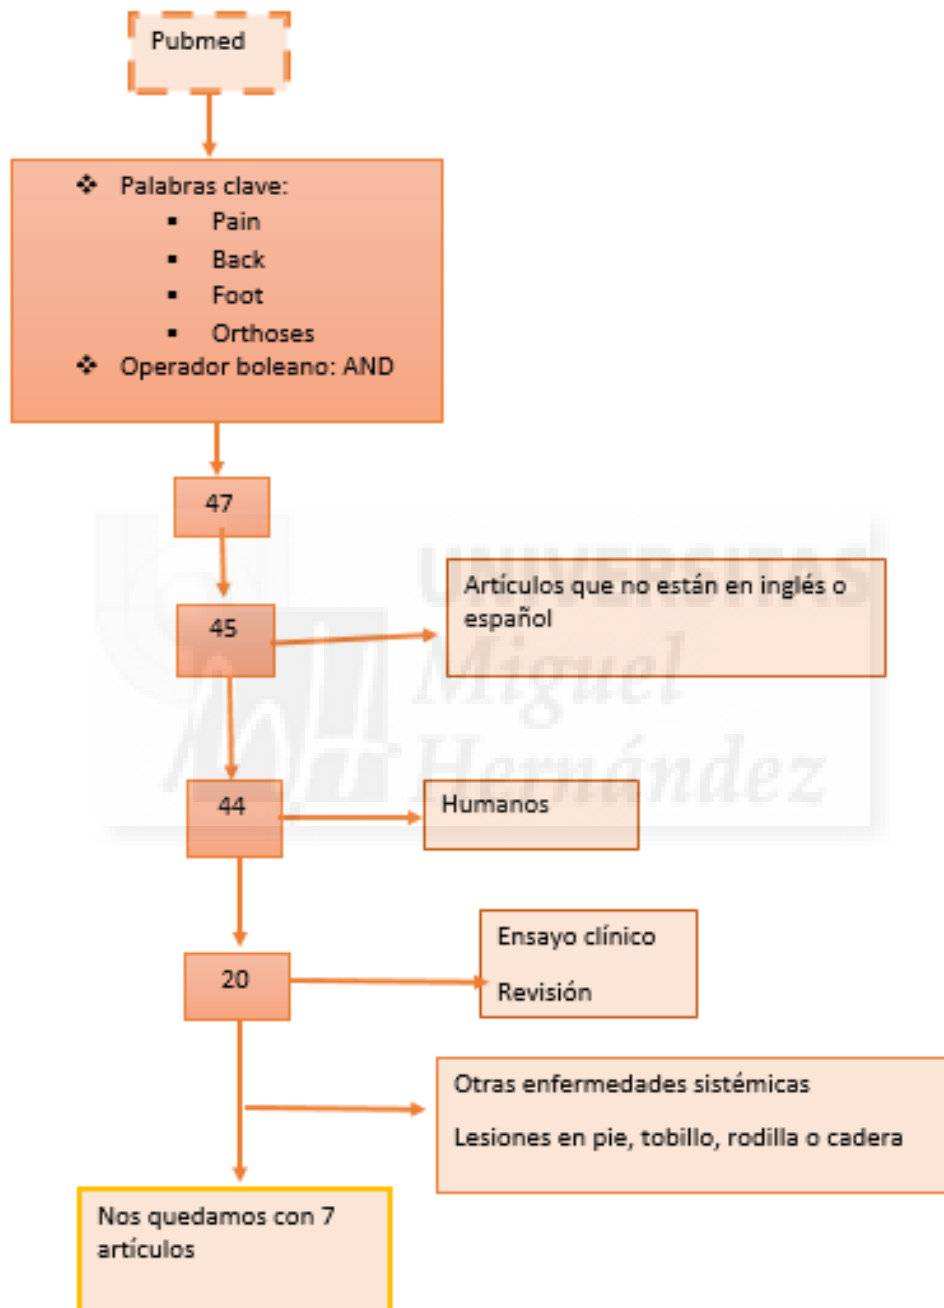 Pubmed
❖ Palabras clave:
▪ Pain
▪ Back
▪ Foot
▪ Orthoses
❖ Operador boleano: AND
47
45
Artículos que no están en inglés o
español
44
Humanos
20
Ensayo clínico
Revisión
Otras enfermedades sistémicas
Lesiones en pie, tobillo, rodilla o cadera
Nos quedamos con 7
artículos
UNIVERSITAS
Miguel
Hernández